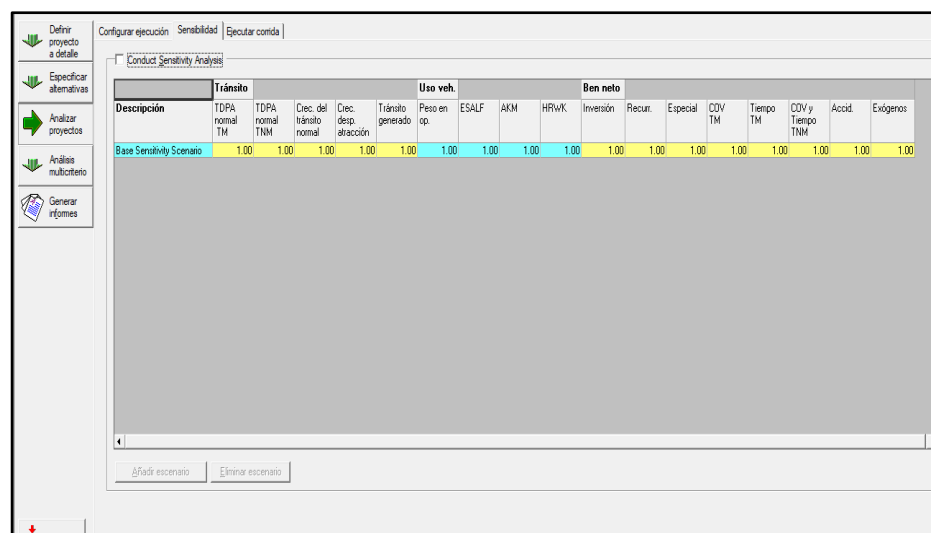 Definir
proyecto
a detalle
Especificar
alternativas
Analizar
proyectos
Análisis
multicriterio
Generar
informes
Configurar ejecución Sensibilidad Ejecutar corrida
Conduct Sensitivity Analysis
Tránsito Uso veh. Ben neto
Descripción TDPA TDPA Crec. del Crec. Tránsito Peso en ESALF AKM HRWK Inversión Recurr. Especial COV Tiempo COV y Accid. Exógenos
normal normal tránsito desp. generado op. TM TM Tiempo
TM TNM normal atracción TNM
Base Sensitivity Scenario 1.00 1.00 1.00 1.00 1.00 1.00 1.00 1.00 1.00 1.00 1.00 1.00 1.00 1.00 1.00 1.00 1.00
Añadir escenario Eliminar escenario